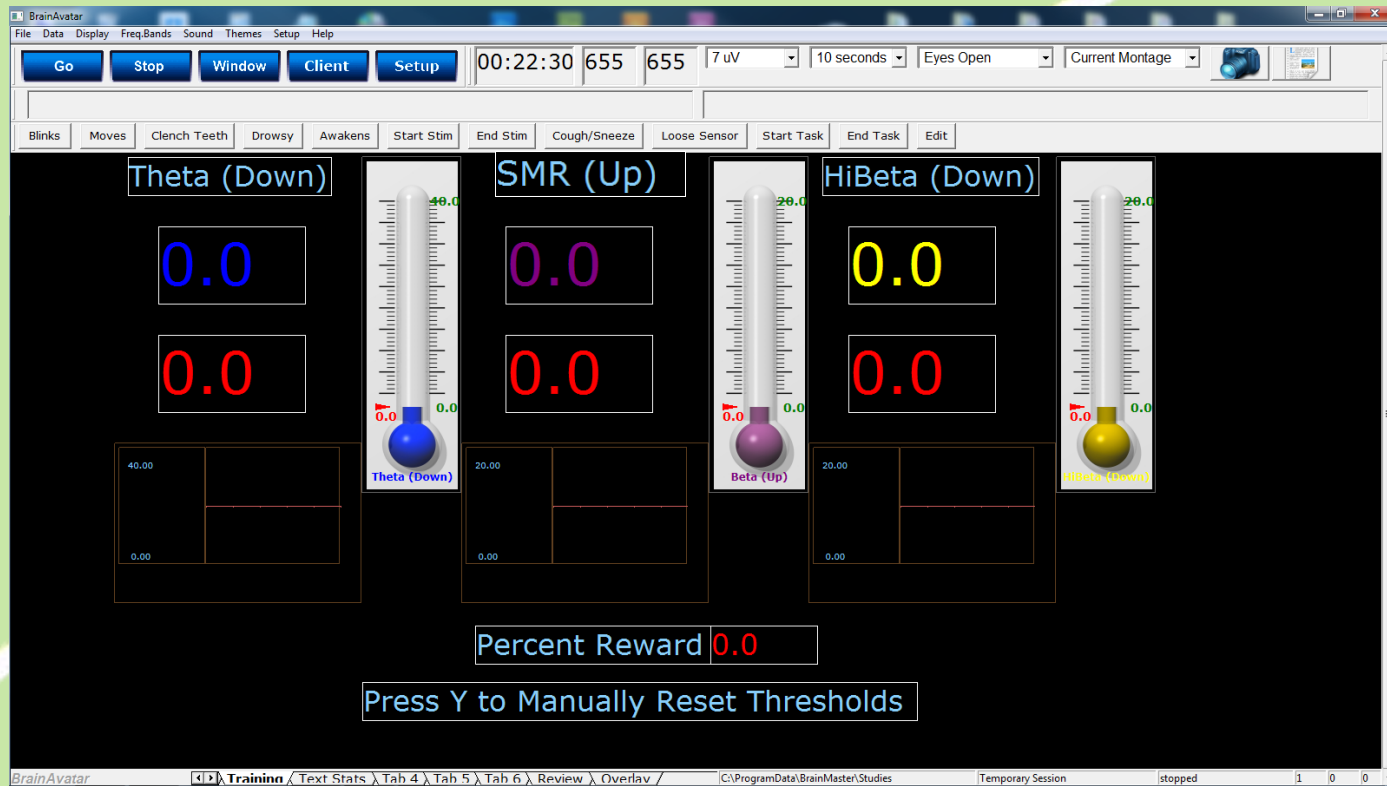 BrainAvatar
File Data Display Freq.Bands Sound Themes Setup Help
Go Stop Window Client Setup 00:22:30 655 655 7 uV 10 seconds Eyes Open Current Montage
Blinks Moves Clench Teeth Drowsy Awakens Start Stim End Stim Cough/Sneeze Loose Sensor Start Task End Task Edit
Theta (Down) SMR (Up) HiBeta (Down)
40.0 20.0 20.0
0.0 0.0 0.0
0.0 0.0 0.0
0.0 0.0 0.0
0.0 0.0 0.0
Theta (Down) Beta (Up) HiBeta (Down)
40.00 20.00 20.00
0.00 0.00 0.00
Percent Reward 0.0
Press Y to Manually Reset Thresholds
BrainAvatar Training Text Stats Tab 4 Tab 5 Tab 6 Review Overlay C:\ProgramData\BrainMaster\Studies Temporary Session stopped 1 0 0